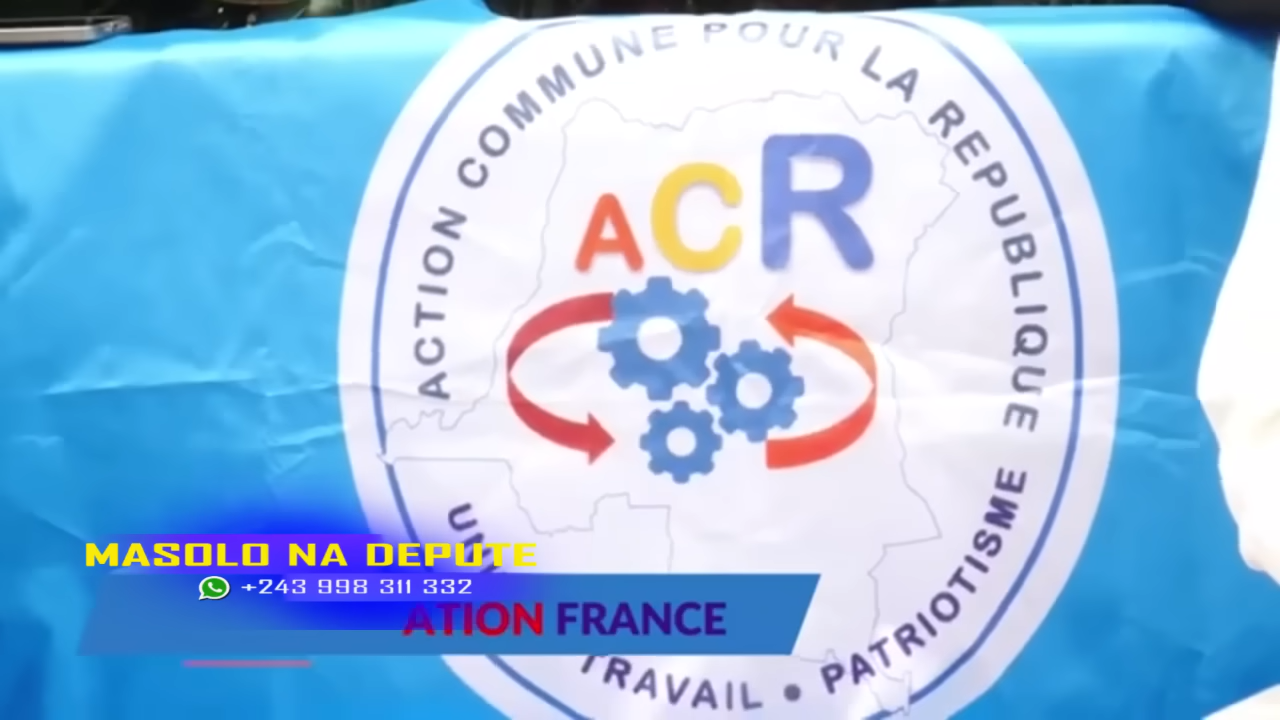 ACTION COMMUNE POUR LA REPUBLIQUE
ACR
TRAVAIL • PATRIOTISME
MASOLO NA DEPUTE
+243 998 311 332
ATION FRANCE